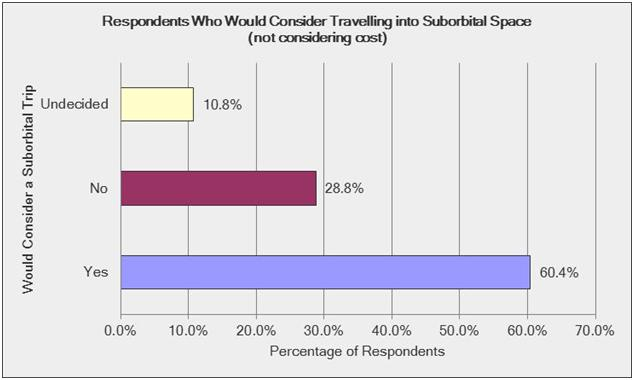 Respondents Who Would Consider Travelling into Suborbital Space
(not considering cost)
Would Consider a Suborbital Trip
Undecided
10.8%
No
28.8%
Yes
60.4%
0.0%
10.0%
20.0%
30.0%
40.0%
50.0%
60.0%
70.0%
Percentage of Respondents